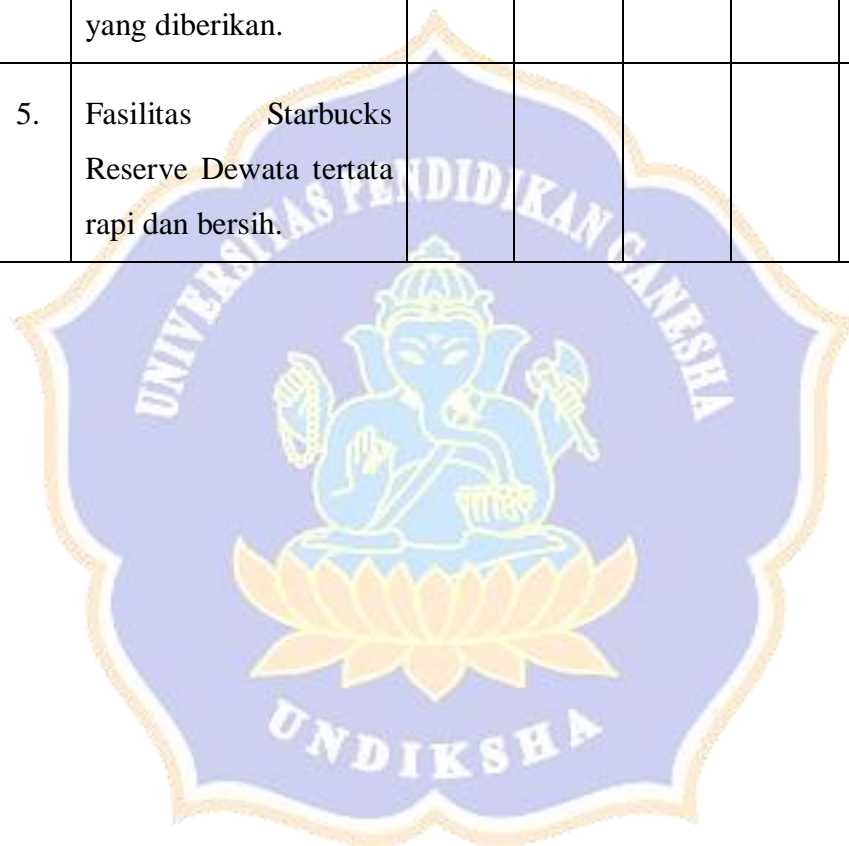 yang diberikan.
5. Fasilitas Starbucks
Reserve Dewata tertata
rapi dan bersih.
UNIVERSITAS PENDIDIKAN GANESHA
UNDIKSHA